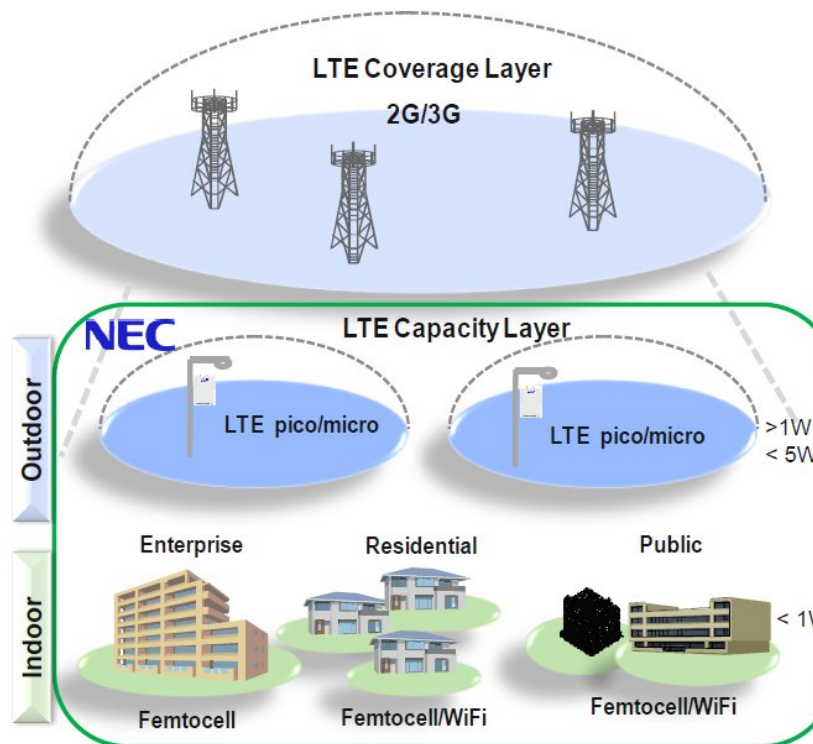 LTE Coverage Layer
2G/3G
NEC
LTE Capacity Layer
Outdoor
LTE pico/micro
LTE pico/micro
>1W
< 5W
Enterprise
Residential
Public
Indoor
< 1W
Femtocell
Femtocell/WiFi
Femtocell/WiFi